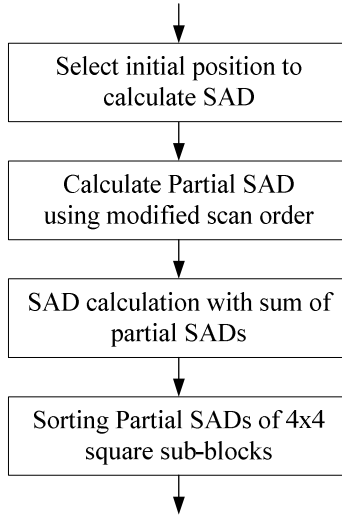 Select initial position to
calculate SAD
Calculate Partial SAD
using modified scan order
SAD calculation with sum of
partial SADs
Sorting Partial SADs of 4x4
square sub-blocks